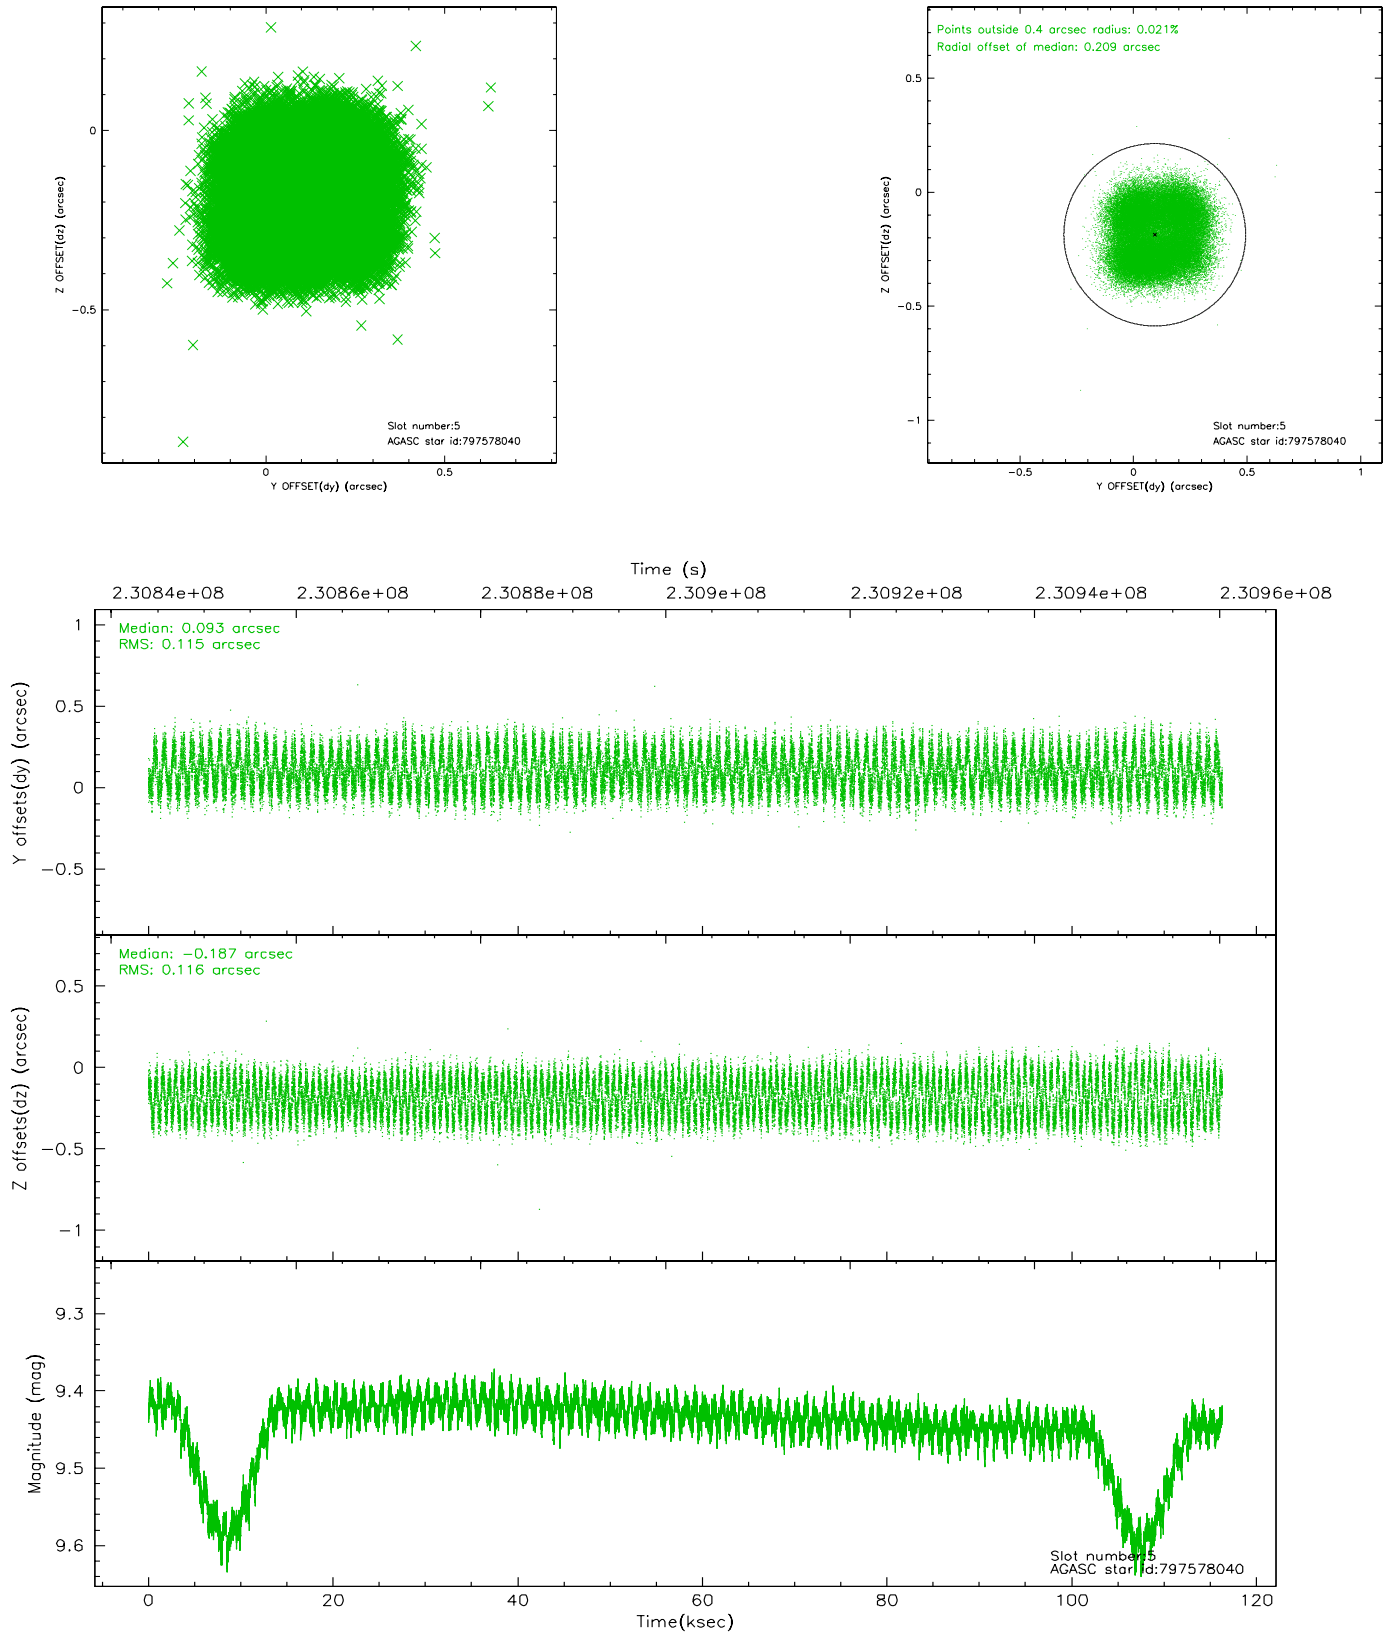 0
−0.5
Z OFFSET(dz) (arcsec)
Slot number:5
AGASC star id:797578040
0
0.5
Y OFFSET(dy) (arcsec)
Points outside 0.4 arcsec radius: 0.021%
Radial offset of median: 0.209 arcsec
0.5
0
−0.5
−1
Z OFFSET(dz) (arcsec)
Slot number:5
AGASC star id:797578040
−0.5
0
0.5
1
Y OFFSET(dy) (arcsec)
Time (s)
2.3084e+08
2.3086e+08
2.3088e+08
2.309e+08
2.3092e+08
2.3094e+08
2.3096e+08
Median: 0.093 arcsec
RMS: 0.115 arcsec
1
0.5
0
−0.5
Y offsets(dy) (arcsec)
Median: −0.187 arcsec
RMS: 0.116 arcsec
0.5
0
−0.5
−1
Z offsets(dz) (arcsec)
9.3
9.4
9.5
9.6
Magnitude (mag)
Slot number:5
AGASC star id:797578040
0
20
40
60
80
100
120
Time(ksec)